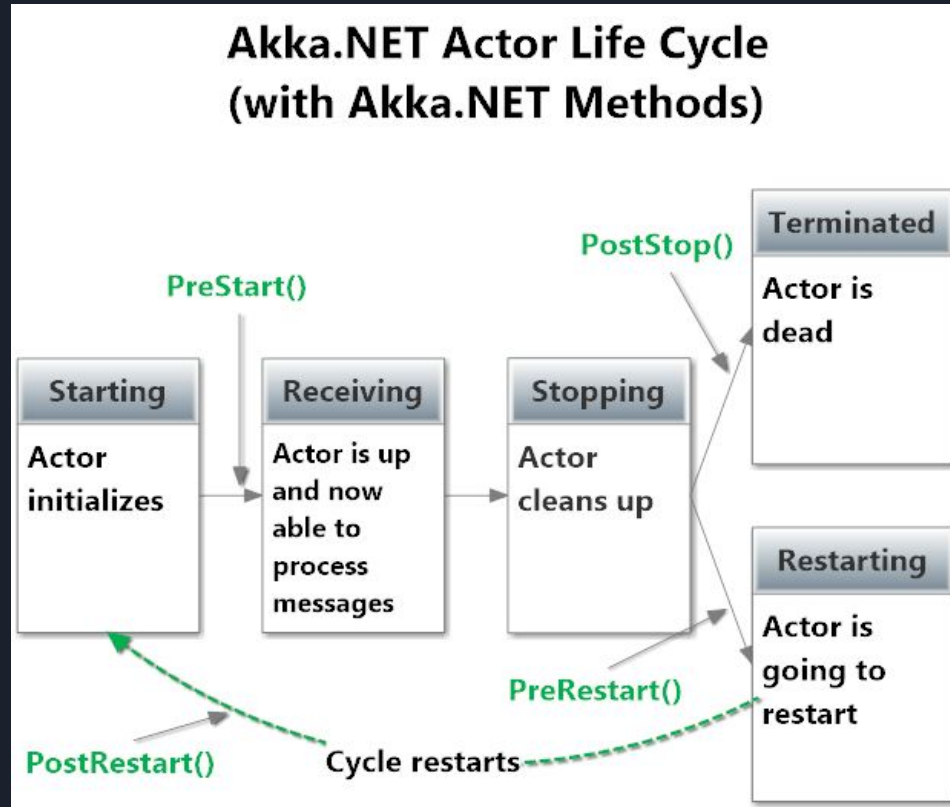 Akka.NET Actor Life Cycle
(with Akka.NET Methods)
PreStart()
PostStop()
Starting
Actor
initializes
Receiving
Actor is up
and now
able to
process
messages
Stopping
Actor
cleans up
Terminated
Actor is
dead
Restarting
Actor is
going to
restart
PreRestart()
PostRestart()
Cycle restarts